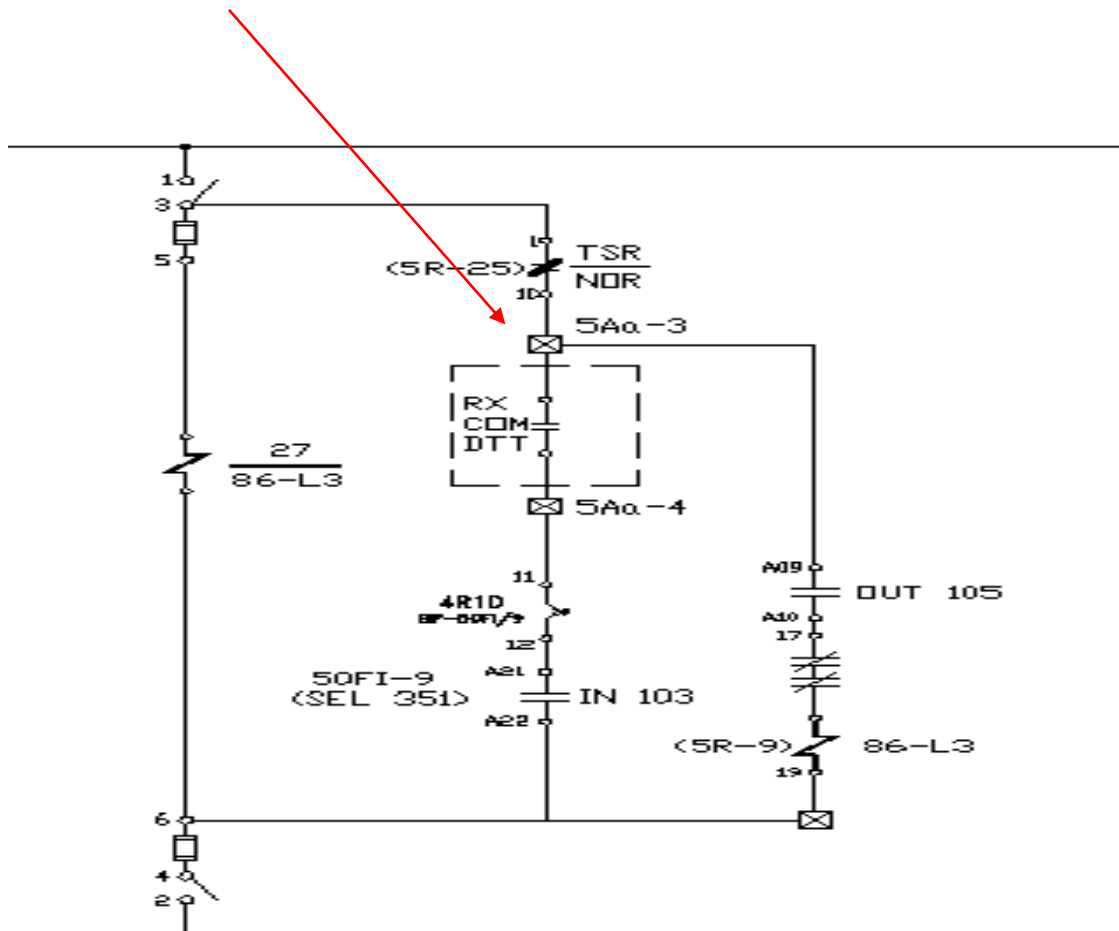 1
3
5
1
(5R-25)
TSR
NOR
10
5Aa-3
RX
COM
DTT
27
86-L3
5Aa-4
11
4R1D
12
A09
OUT 105
A10
17
50FI-9
(SEL 351)
A21
IN 103
A22
(5R-9)
86-L3
19
6
4
2